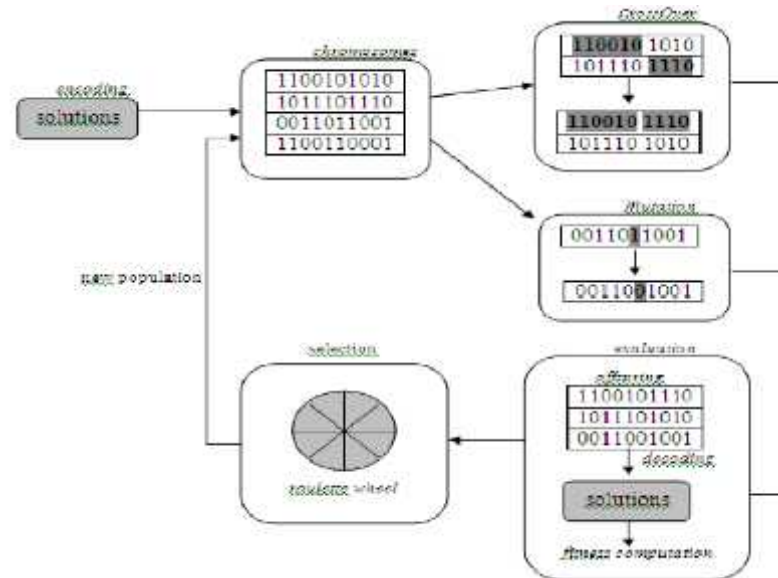 encoding
solutions
chromosomes
1100101010
1011101110
0011011001
1100110001
CrossOver
110010 1010
101110 1110
110010 1110
101110 1010
Mutation
0011011001
0011001001
new population
selection
roulette wheel
evaluation
offspring
1100101110
1011101010
0011001001
decoding
solutions
fitness computation